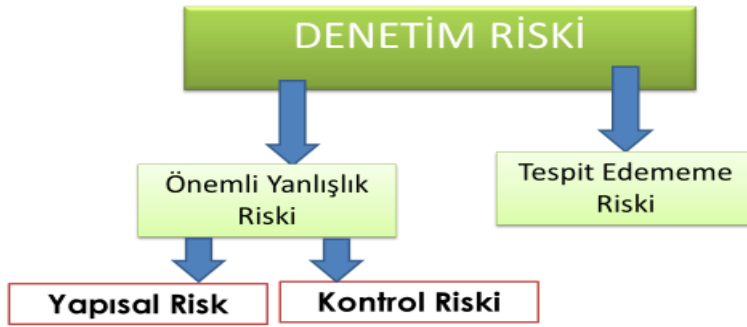 DENETİM RİSKİ
Önemli Yanlışlık
Riski
Tespit Edememe
Riski
Yapısal Risk
Kontrol Riski